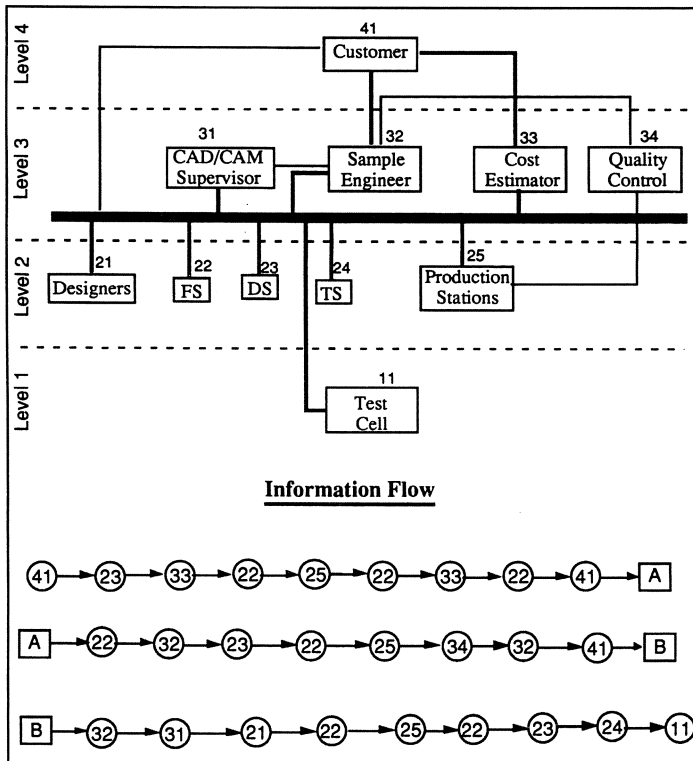 Level 4
41
Customer
Level 3
31
CAD/CAM
Supervisor
32
Sample
Engineer
33
Cost
Estimator
34
Quality
Control
Level 2
21
Designers
22
FS
23
DS
24
TS
25
Production
Stations
Level 1
11
Test
Cell
Information Flow
41 23 33 22 25 22 33 22 41 A
A 22 32 23 22 25 34 32 41 B
B 32 31 21 22 25 22 23 24 11